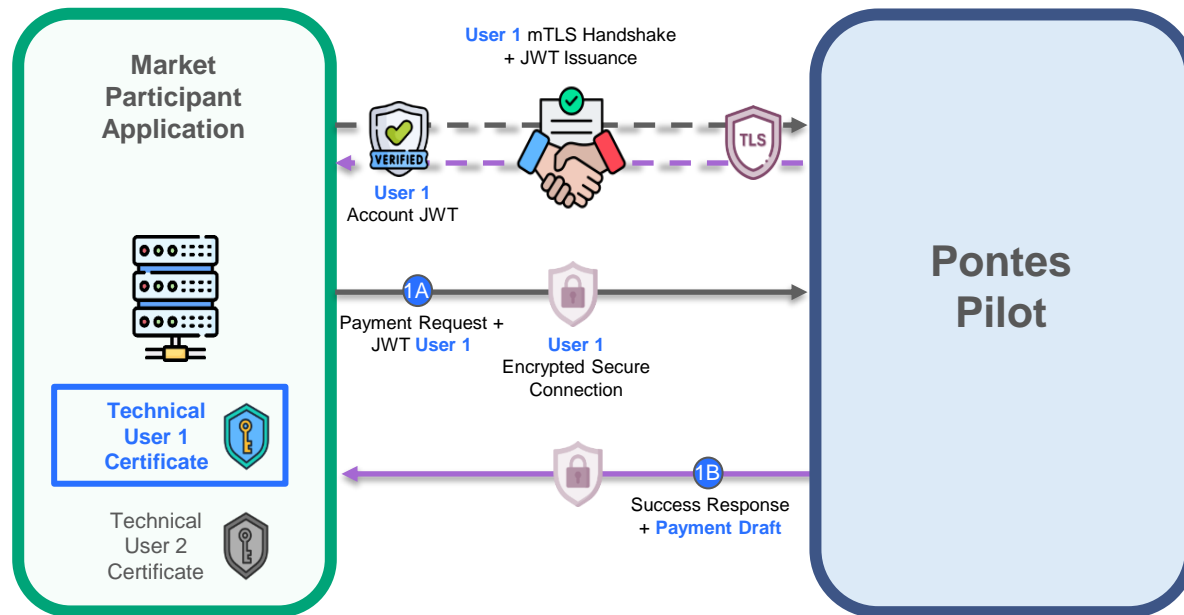 Market
Participant
Application
User 1 mTLS Handshake
+ JWT Issuance
VERIFIED
TLS
User 1
Account JWT
Pontes
Pilot
1A
Payment Request +
JWT User 1
User 1
Encrypted Secure
Connection
Technical
User 1
Certificate
1B
Success Response
+ Payment Draft
Technical
User 2
Certificate